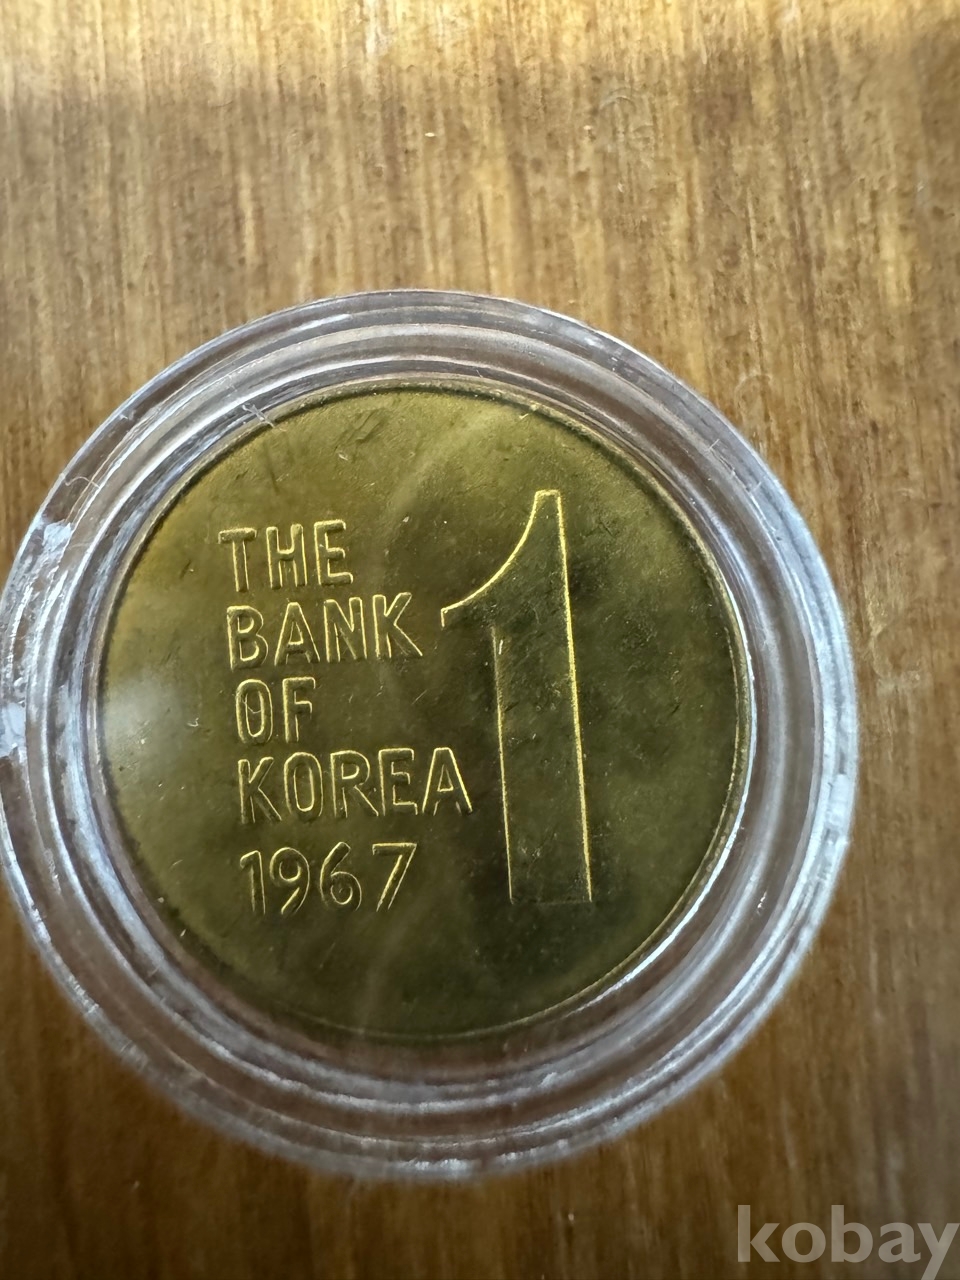 THE
BANK
OF
KOREA
1967
1
kobay